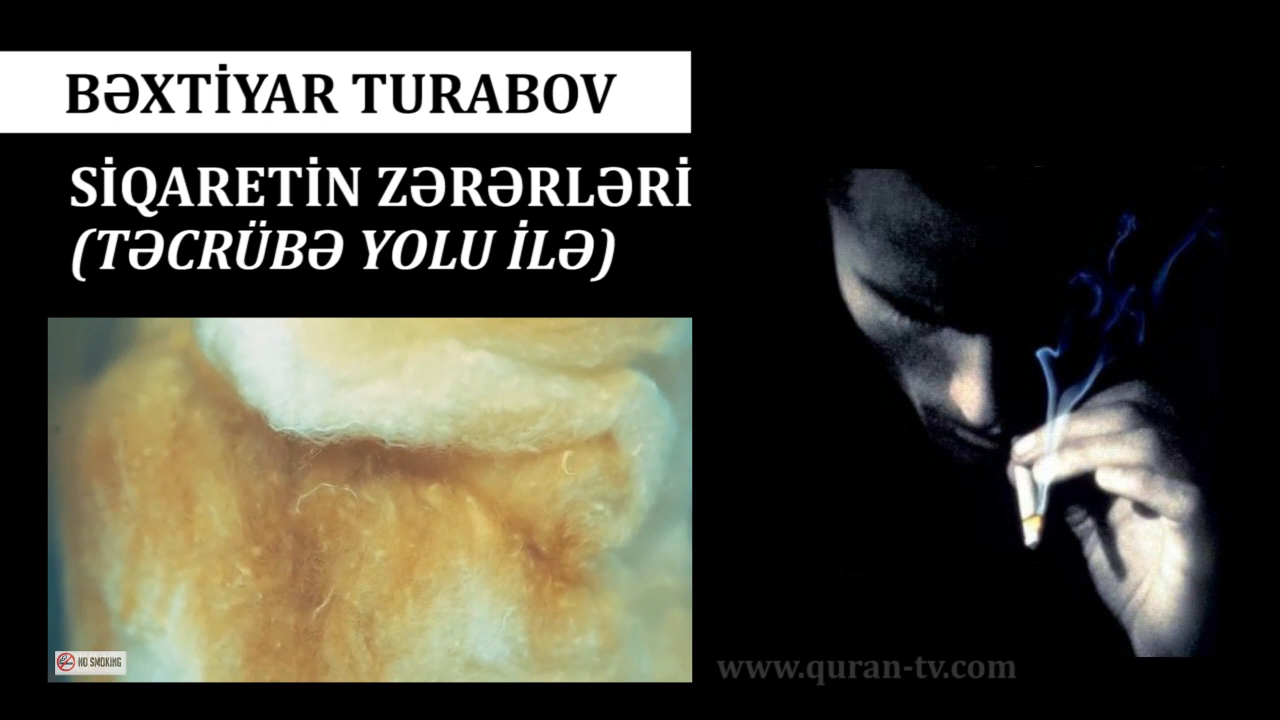 BƏXTİYAR TURABOV
SİQARETİN ZƏRƏRLƏRİ
(TƏCRÜBƏ YOLU İLƏ)
NO SMOKING
www.quran-tv.com